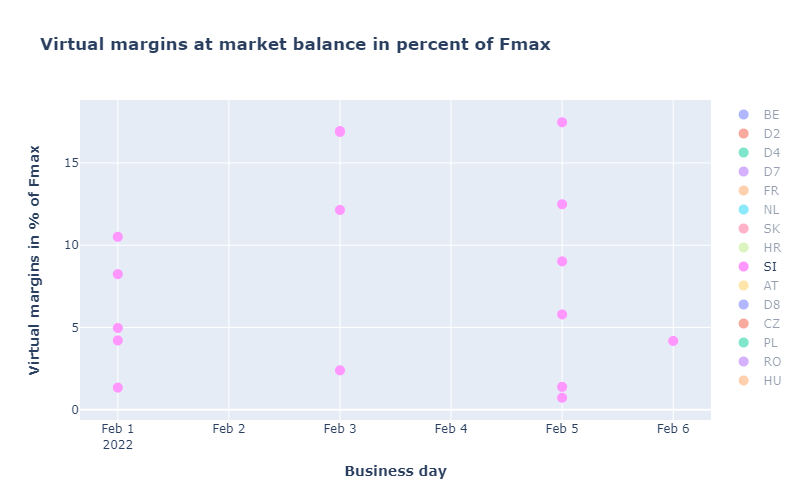 Virtual margins at market balance in percent of Fmax
Virtual margins in % of Fmax
15
10
5
0
Feb 1
2022
Feb 2
Feb 3
Feb 4
Feb 5
Feb 6
Business day
BE
D2
D4
D7
FR
NL
SK
HR
SI
AT
D8
CZ
PL
RO
HU